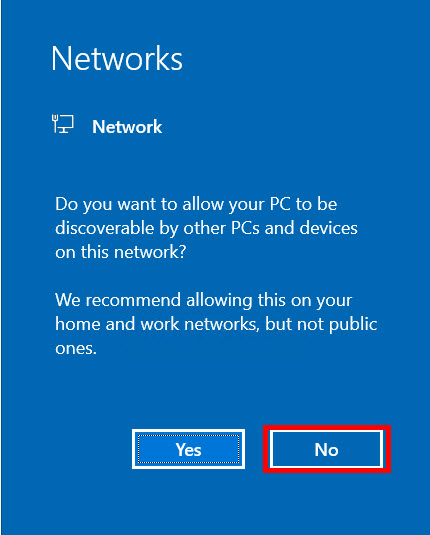 Networks
Network
Do you want to allow your PC to be
discoverable by other PCs and devices
on this network?
We recommend allowing this on your
home and work networks, but not public
ones.
Yes
No